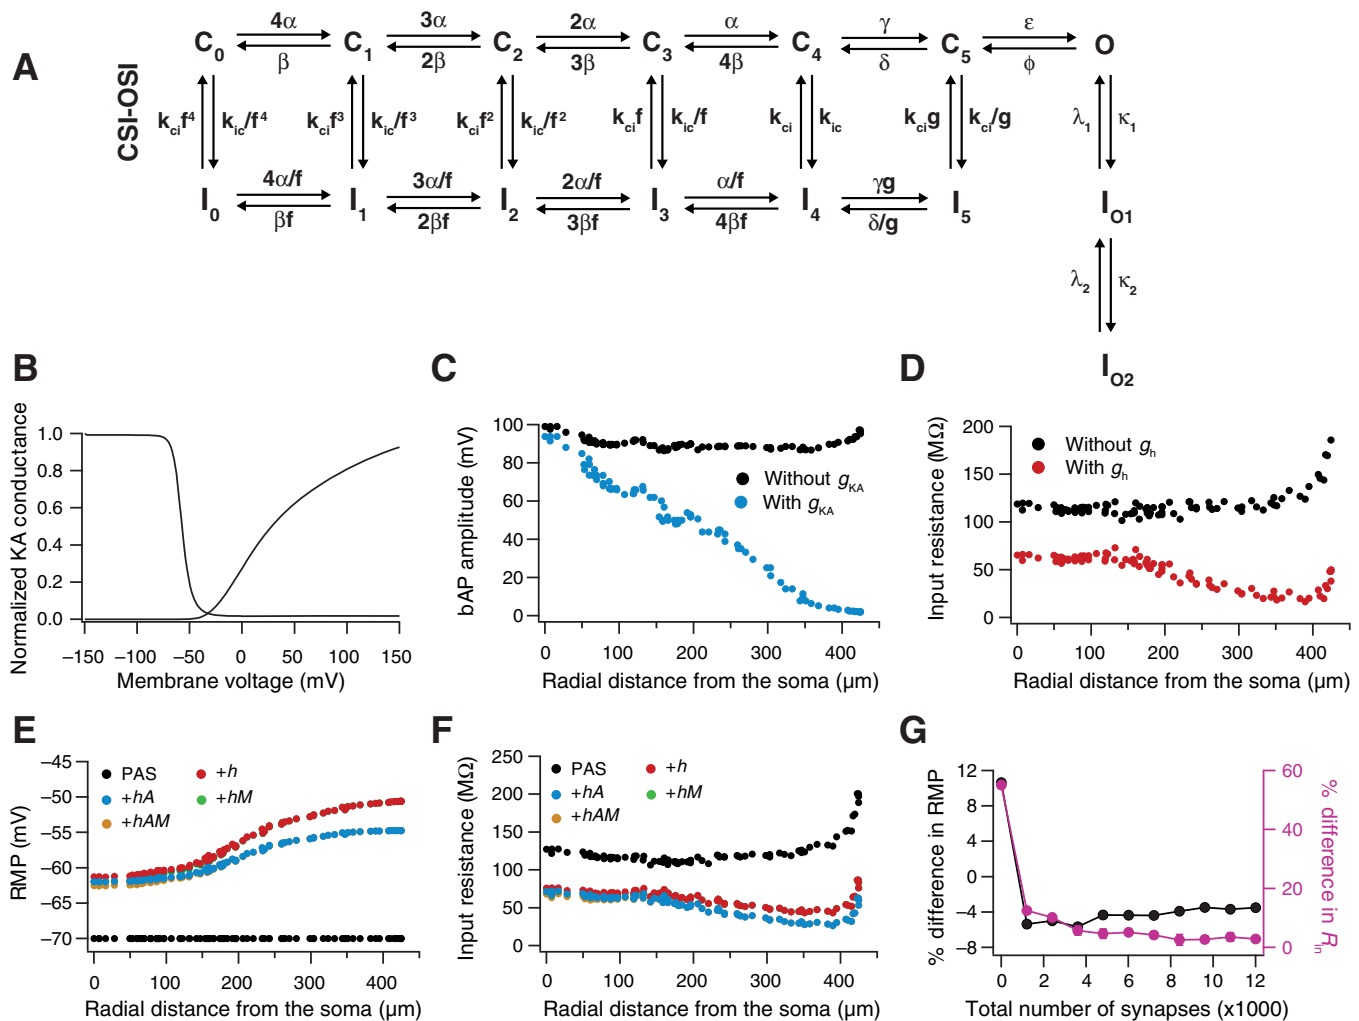 A
CSI-OSI
4α 3α 2α α γ ε
C0 C1 C2 C3 C4 C5 O
β 2β 3β 4β δ ϕ
kcif4 kic/f4 kcif3 kic/f3 kcif2 kic/f2 kcif kic/f kci kic kcig kci/g λ1 κ1
4α/f 3α/f 2α/f α/f γg
I0 I1 I2 I3 I4 I5 IO1
βf 2βf 3βf 4βf δ/g
λ2 κ2
IO2
B
Normalized KA conductance
1.0
0.8
0.6
0.4
0.2
0.0
−150 −100 −50 0 50 100 150
Membrane voltage (mV)
C
bAP amplitude (mV)
100
80
60
40
20
0
Without gKA
With gKA
0 100 200 300 400
Radial distance from the soma (µm)
D
Input resistance (MΩ)
200
150
100
50
0
Without gh
With gh
0 100 200 300 400
Radial distance from the soma (µm)
E
RMP (mV)
−45
−50
−55
−60
−65
−70
PAS +h
+hA +hM
+hAM
0 100 200 300 400
Radial distance from the soma (µm)
F
Input resistance (MΩ)
250
200
150
100
50
0
PAS +h
+hA +hM
+hAM
0 100 200 300 400
Radial distance from the soma (µm)
G
% difference in RMP
12
8
4
0
−4
−8
60
40
20
0
% difference in Rin
0 2 4 6 8 10 12
Total number of synapses (x1000)